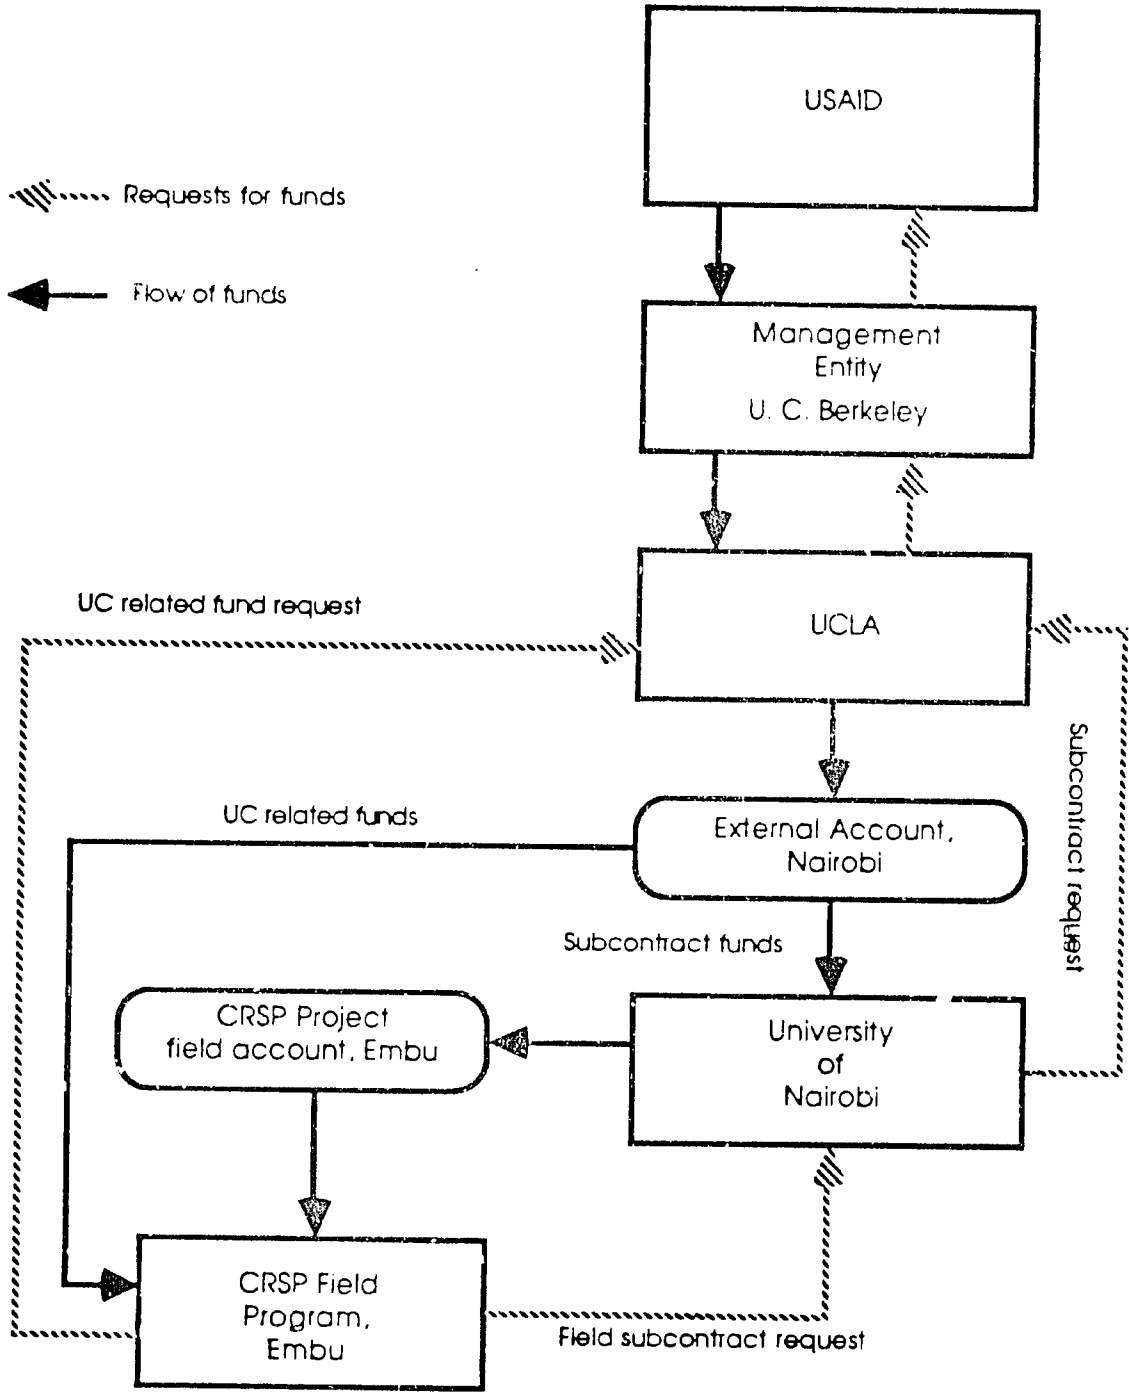 USAID
Requests for funds
Flow of funds
Management
Entity
U. C. Berkeley
UC related fund request
UCLA
Subcontract request
UC related funds
External Account,
Nairobi
Subcontract funds
CRSP Project
field account, Embu
University
of
Nairobi
CRSP Field
Program,
Embu
Field subcontract request